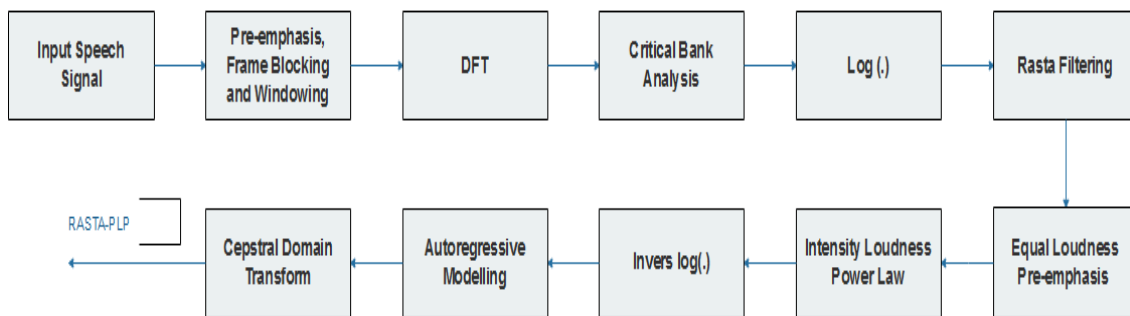 Input Speech
Signal
Pre-emphasis,
Frame Blocking
and Windowing
DFT
Critical Bank
Analysis
Log (.)
Rasta Filtering
RASTA-PLP
Cepstral Domain
Transform
Autoregressive
Modelling
Invers log(.)
Intensity Loudness
Power Law
Equal Loudness
Pre-emphasis